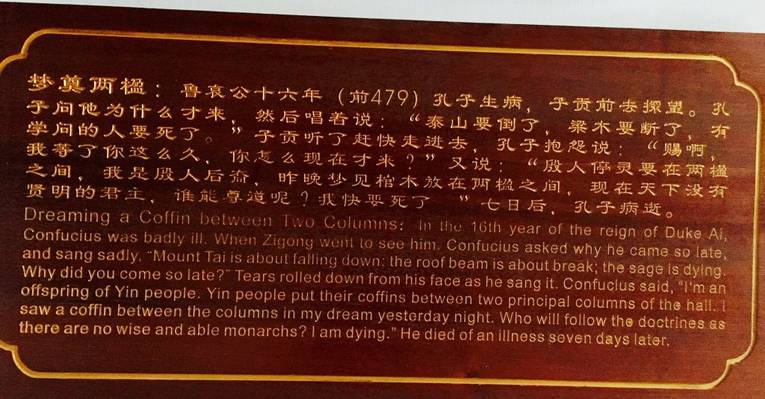 梦奠两楹：鲁哀公十六年（前479）孔子生病，子贡前去探望。孔
子问他为什么才来，然后唱着说：“泰山要倒了，梁木要断了，有
学问的人要死了。”子贡听了赶快走进去，孔子抱怨说：“赐啊，
我等了你这么久，你怎么现在才来？”又说：“殷人停灵要在两楹
之间，我是殷人后裔，昨晚梦见棺木放在两楹之间，现在天下没有
贤明的君主，谁能尊道呢？我快要死了 ”七日后，孔子病逝。
Dreaming a Coffin between Two Columns: In the 16th year of the reign of Duke Ai,
Confucius was badly ill. When Zigong went to see him. Confucius asked why he came so late,
and sang sadly, “Mount Tai is about falling down: the roof beam is about break; the sage is dying.
Why did you come so late?” Tears rolled down from his face as he sang it. Confucius said, “I'm an
offspring of Yin people. Yin people put their coffins between two principal columns of the hall. I
saw a coffin between the columns in my dream yesterday night. Who will follow the doctrines as
there are no wise and able monarchs? I am dying.” He died of an illness seven days later.